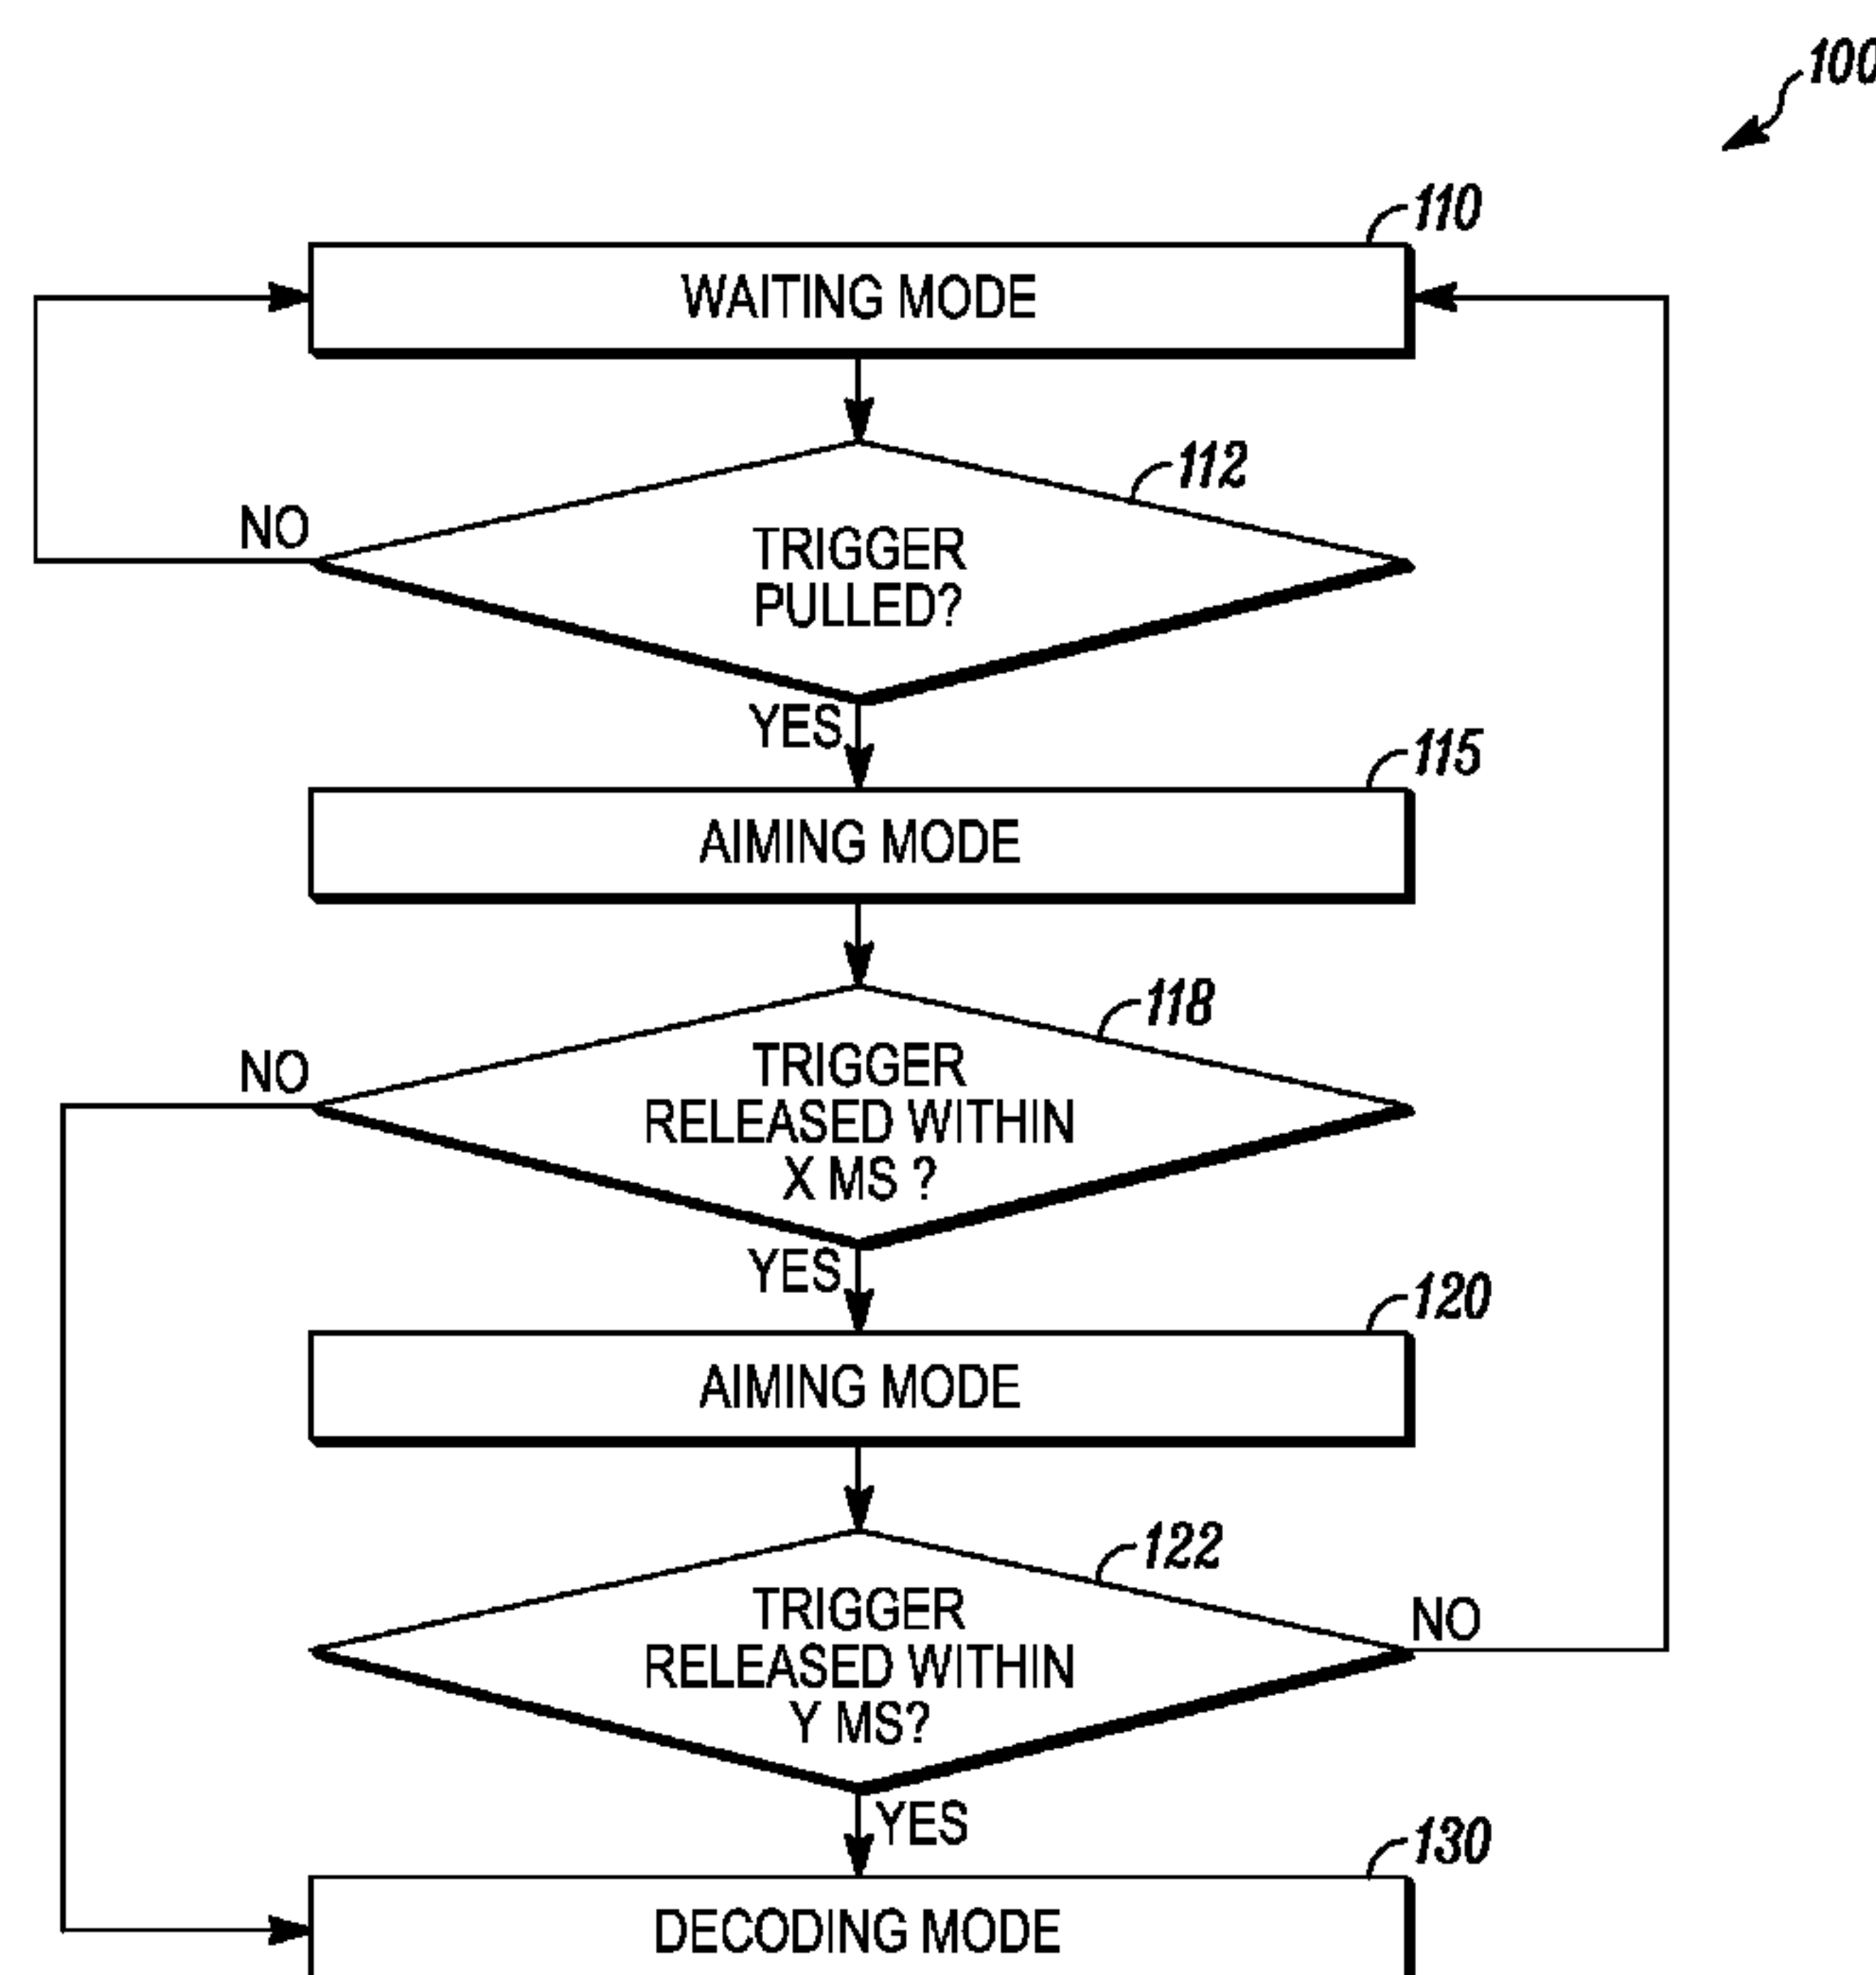 100
110
WAITING MODE
112
NO
TRIGGER
PULLED?
YES
115
AIMING MODE
118
NO
TRIGGER
RELEASED WITHIN
X MS ?
YES
120
AIMING MODE
122
TRIGGER
RELEASED WITHIN
Y MS?
NO
YES
130
DECODING MODE